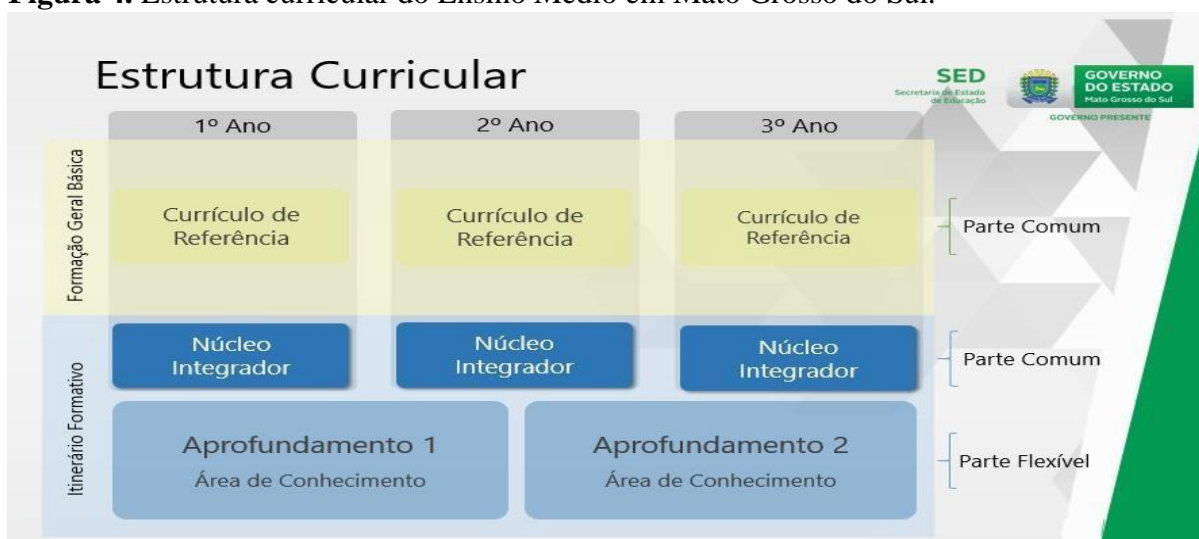 Figura 4. Estrutura curricular do Ensino Médio em Mato Grosso do Sul.
Estrutura Curricular
SED
Secretaria de Estado
de Educação
GOVERNO
DO ESTADO
Mato Grosso do Sul
GOVERNO PRESENTE
1º Ano
2º Ano
3º Ano
Formação Geral Básica
Currículo de
Referência
Currículo de
Referência
Currículo de
Referência
Parte Comum
Itinerário Formativo
Núcleo
Integrador
Núcleo
Integrador
Núcleo
Integrador
Parte Comum
Aprofundamento 1
Área de Conhecimento
Aprofundamento 2
Área de Conhecimento
Parte Flexível